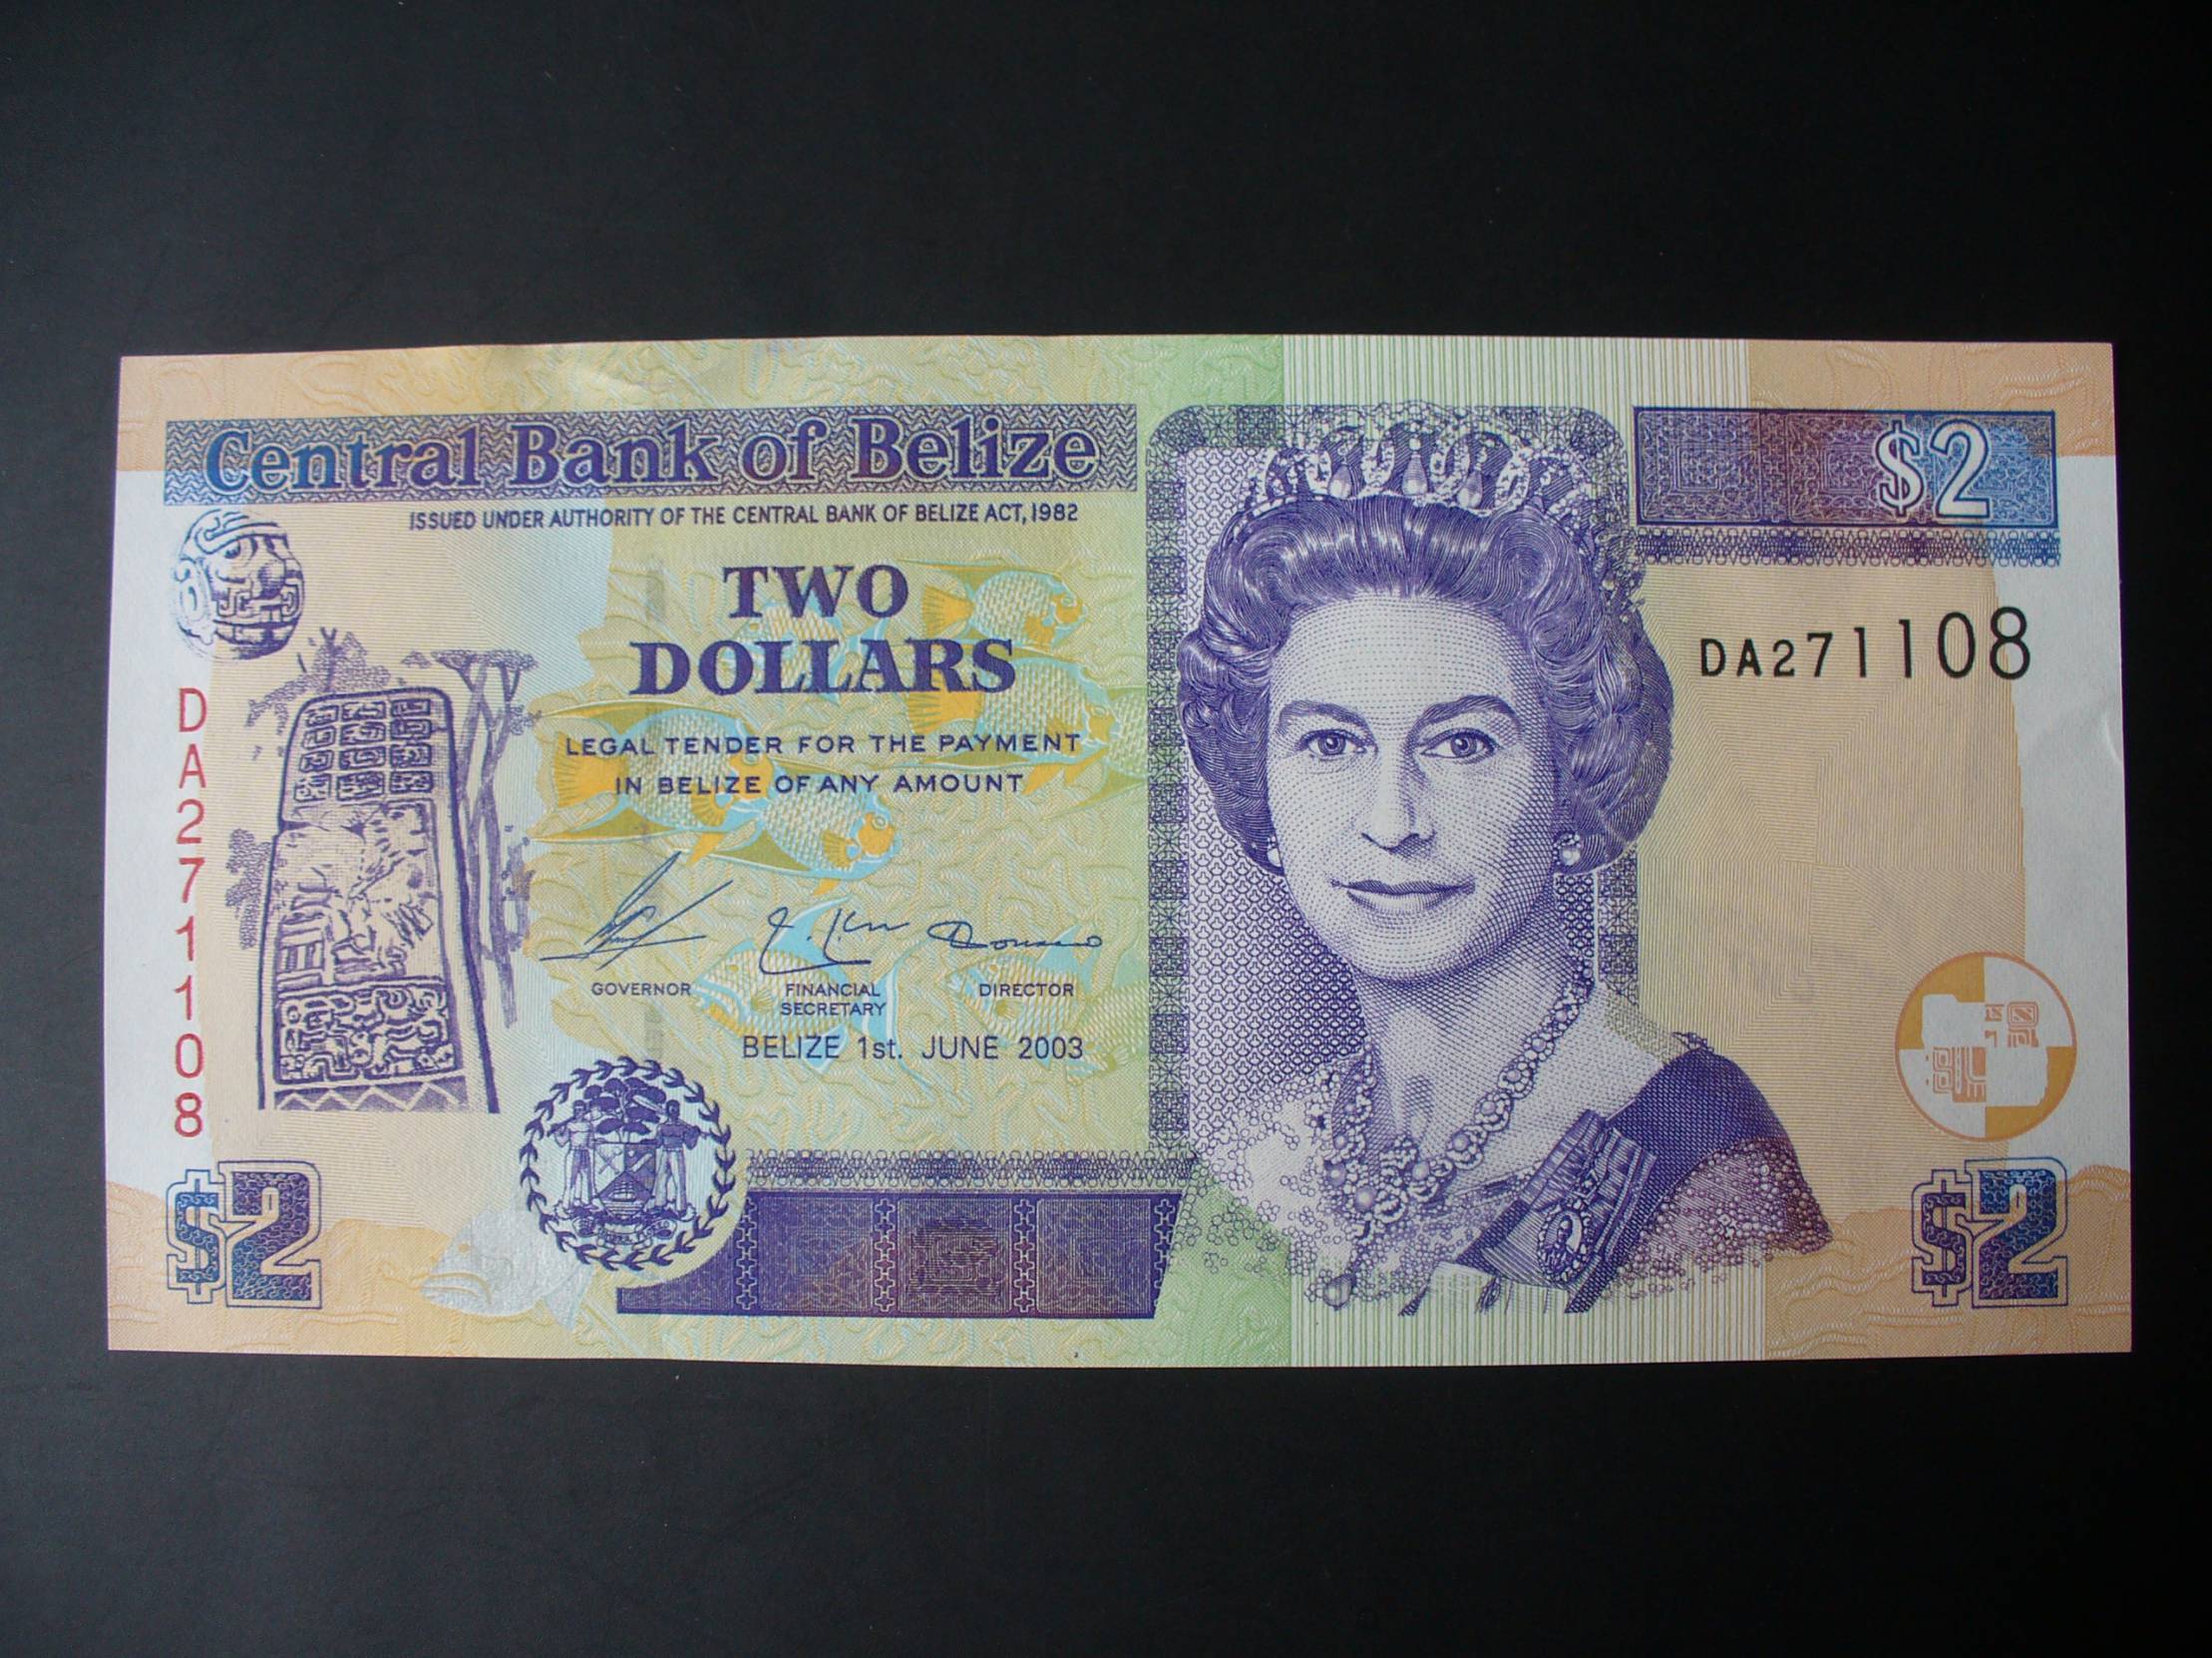 Central Bank of Belize
$2
ISSUED UNDER AUTHORITY OF THE CENTRAL BANK OF BELIZE ACT, 1982
TWO
DOLLARS
DA271108
LEGAL TENDER FOR THE PAYMENT
IN BELIZE OF ANY AMOUNT
DA271108
GOVERNOR
FINANCIAL
SECRETARY
DIRECTOR
BELIZE 1st. JUNE 2003
$2
$2